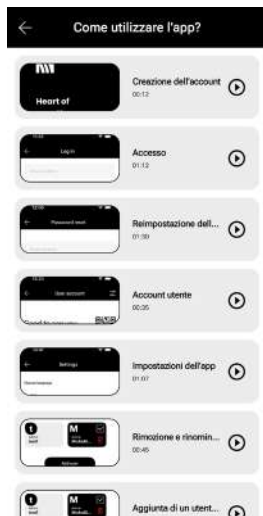 Come utilizzare l'app?
Heart of
Creazione dell'account
00:12
Log in
Accesso
01:12
Password reset
Reimpostazione dell...
01:30
User account
Account utente
00:35
Settings
Impostazioni dell'app
01:07
M
Rimozione e rinomin...
00:46
M
Aggiunta di un utent...